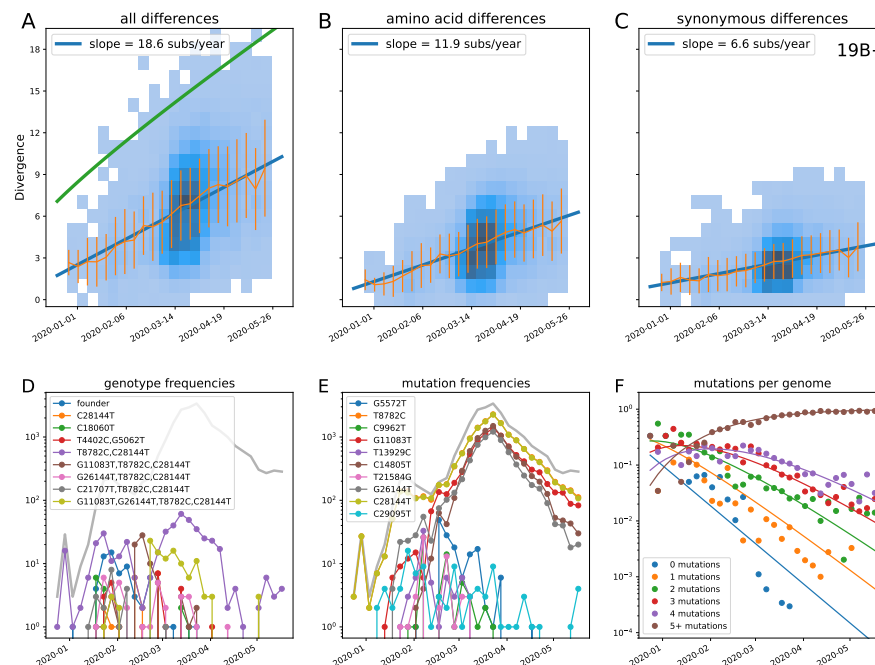 A all differences
B amino acid differences
C synonymous differences
slope = 18.6 subs/year
slope = 11.9 subs/year
slope = 6.6 subs/year
19B-
Divergence
18
15
12
9
6
3
0
2020-01-01 2020-02-06 2020-03-14 2020-04-19 2020-05-26
2020-01-01 2020-02-06 2020-03-14 2020-04-19 2020-05-26
2020-01-01 2020-02-06 2020-03-14 2020-04-19 2020-05-26
D genotype frequencies
founder
C28144T
C18060T
T4402C,G5062T
T8782C,C28144T
G11083T,T8782C,C28144T
G26144T,T8782C,C28144T
C21707T,T8782C,C28144T
G11083T,G26144T,T8782C,C28144T
10³
10²
10¹
10⁰
2020-01 2020-02 2020-03 2020-04 2020-05
E mutation frequencies
G5572T
T8782C
C9962T
G11083T
T13929C
C14805T
T21584G
G26144T
C28144T
C29095T
10³
10²
10¹
10⁰
2020-01 2020-02 2020-03 2020-04 2020-05
F mutations per genome
10⁰
10⁻¹
10⁻²
10⁻³
10⁻⁴
0 mutations
1 mutations
2 mutations
3 mutations
4 mutations
5+ mutations
2020-01 2020-02 2020-03 2020-04 2020-05